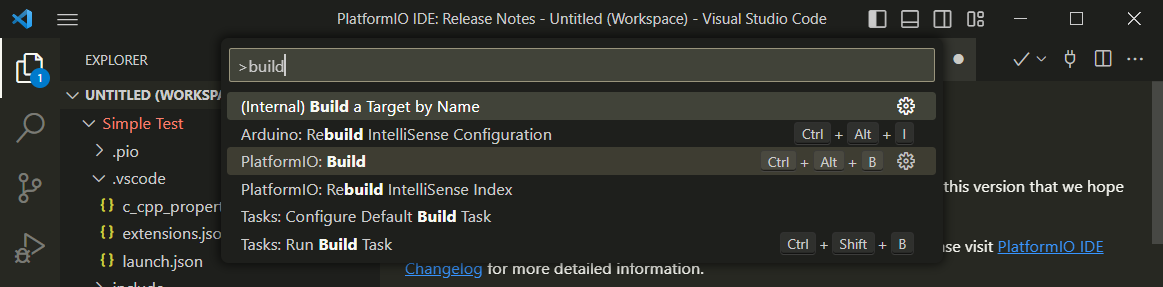 PlatformIO IDE: Release Notes - Untitled (Workspace) - Visual Studio Code
EXPLORER
>build
UNTITLED (WORKSPA
(Internal) Build a Target by Name
Simple Test
Arduino: Rebuild IntelliSense Configuration Ctrl + Alt + I
.pio
PlatformIO: Build Ctrl + Alt + B
.vscode
PlatformIO: Rebuild IntelliSense Index
this version that we hope
c_cpp_propert
Tasks: Configure Default Build Task
extensions.jso
Tasks: Run Build Task Ctrl + Shift + B
ase visit PlatformIO IDE
launch.json
Changelog for more detailed information.
include
1